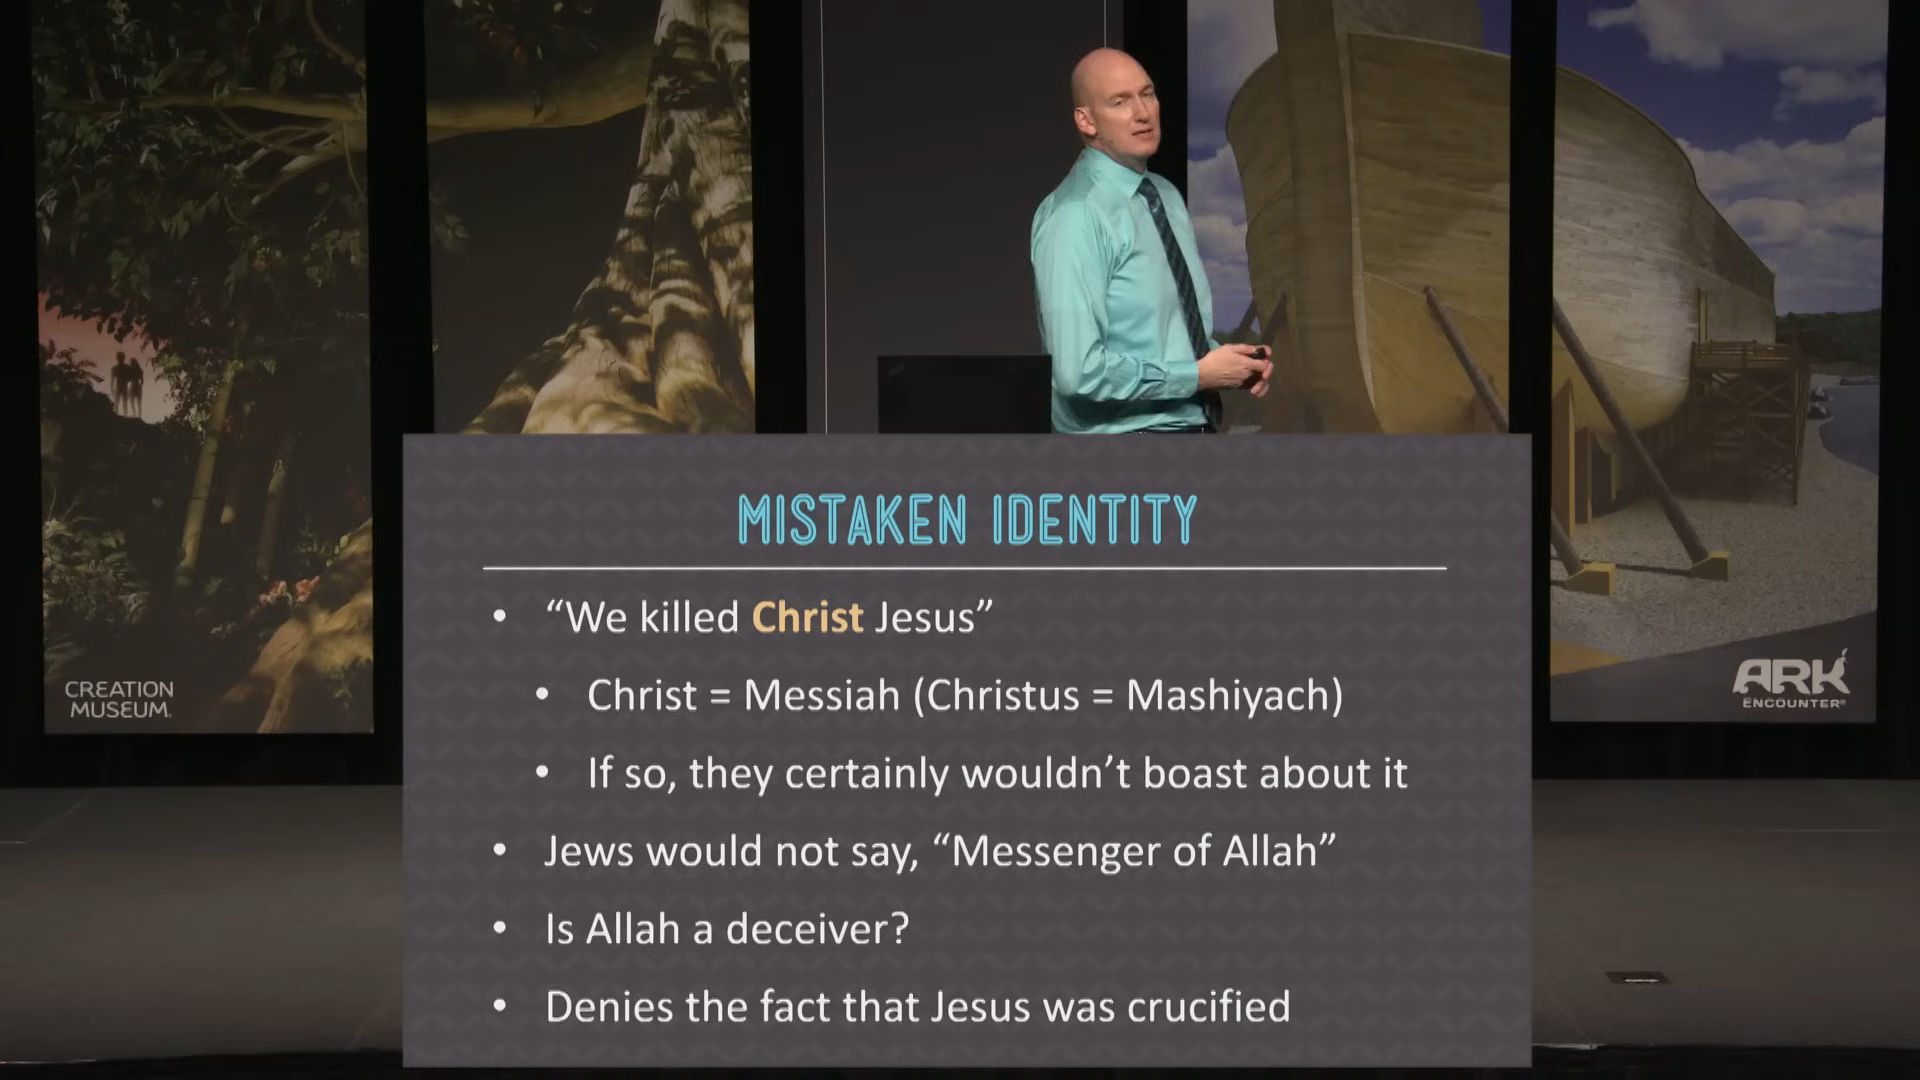 MISTAKEN IDENTITY
• “We killed Christ Jesus”
• Christ = Messiah (Christus = Mashiyach)
• If so, they certainly wouldn’t boast about it
• Jews would not say, “Messenger of Allah”
• Is Allah a deceiver?
• Denies the fact that Jesus was crucified
CREATION
MUSEUM.
ARK
ENCOUNTER®